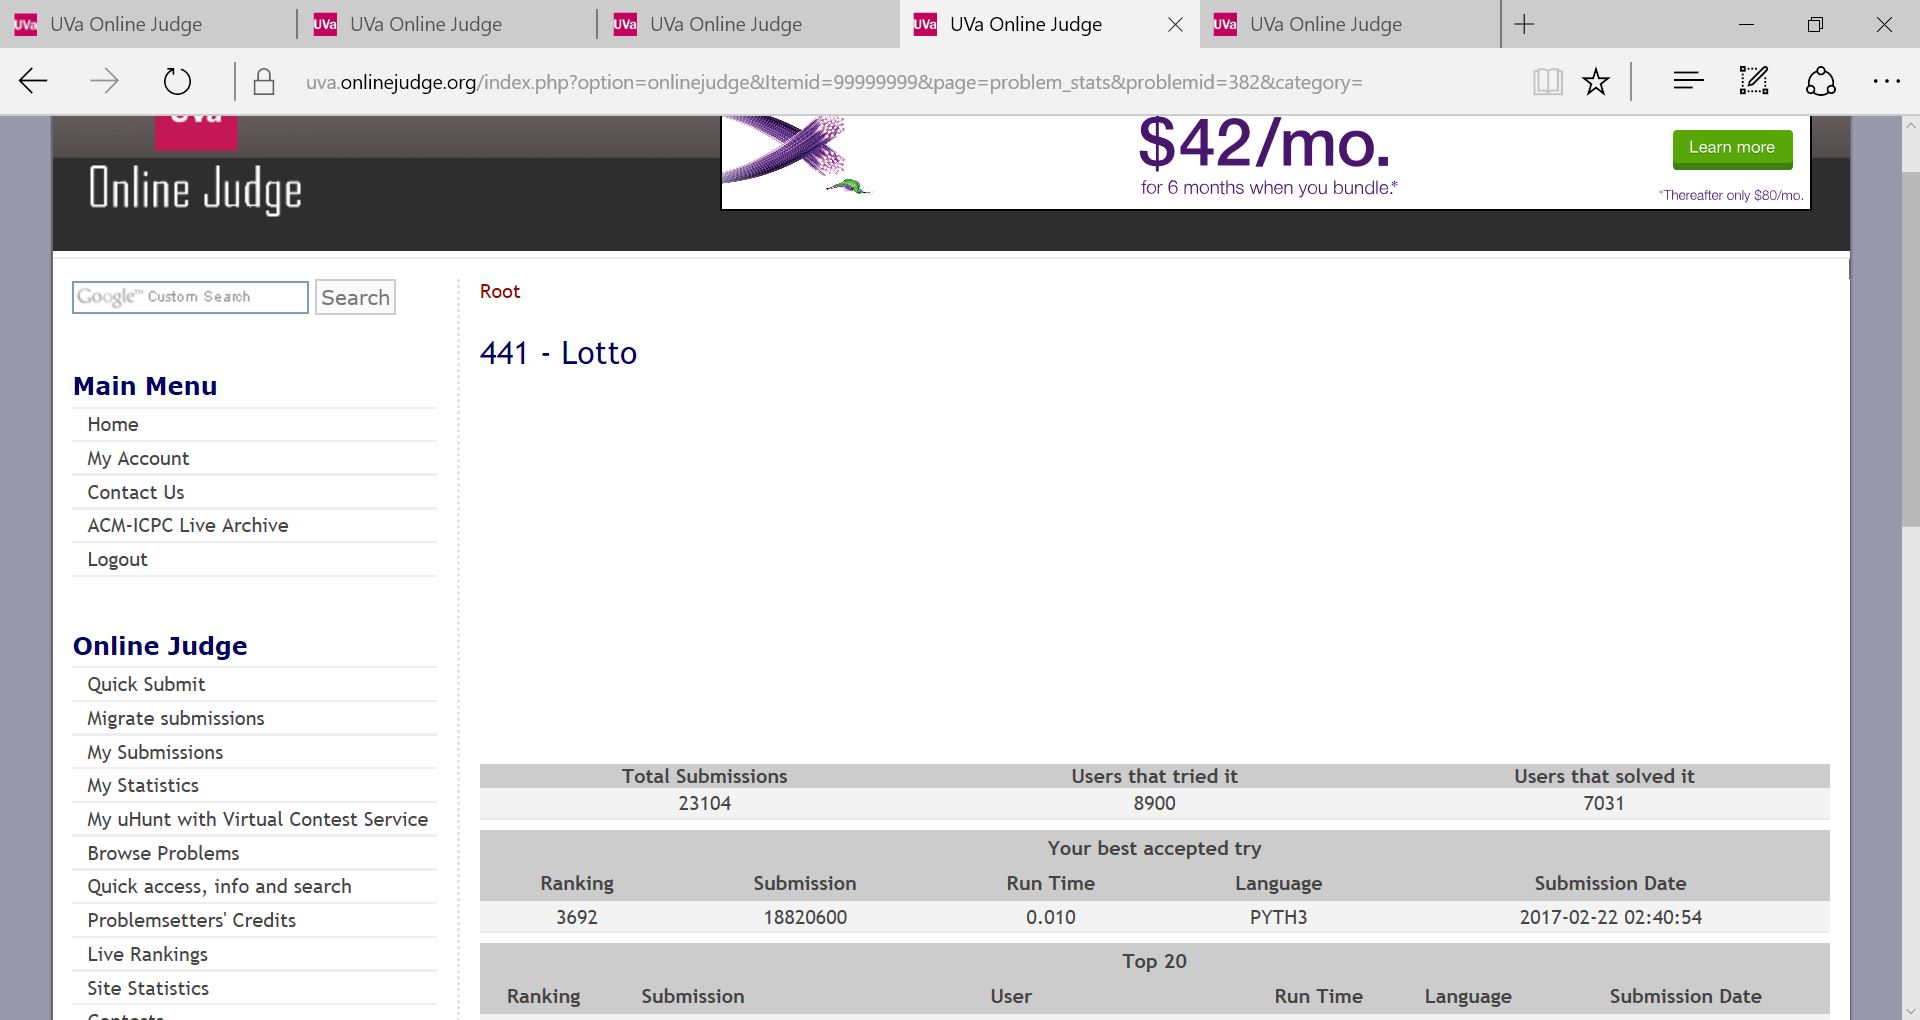 UVa Online Judge
UVa Online Judge
UVa Online Judge
UVa Online Judge
UVa Online Judge
uva.onlinejudge.org/index.php?option=onlinejudge&Itemid=99999999&page=problem_stats&problemid=382&category=
UVa
Online Judge
$42/mo.
for 6 months when you bundle.*
Learn more
*Thereafter only $80/mo.
Google™ Custom Search
Search
Root
441 - Lotto
Main Menu
Home
My Account
Contact Us
ACM-ICPC Live Archive
Logout
Online Judge
Quick Submit
Migrate submissions
My Submissions
My Statistics
My uHunt with Virtual Contest Service
Browse Problems
Quick access, info and search
Problemsetters' Credits
Live Rankings
Site Statistics
Contests
Total Submissions Users that tried it Users that solved it
23104 8900 7031
Your best accepted try
Ranking Submission Run Time Language Submission Date
3692 18820600 0.010 PYTH3 2017-02-22 02:40:54
Top 20
Ranking Submission User Run Time Language Submission Date